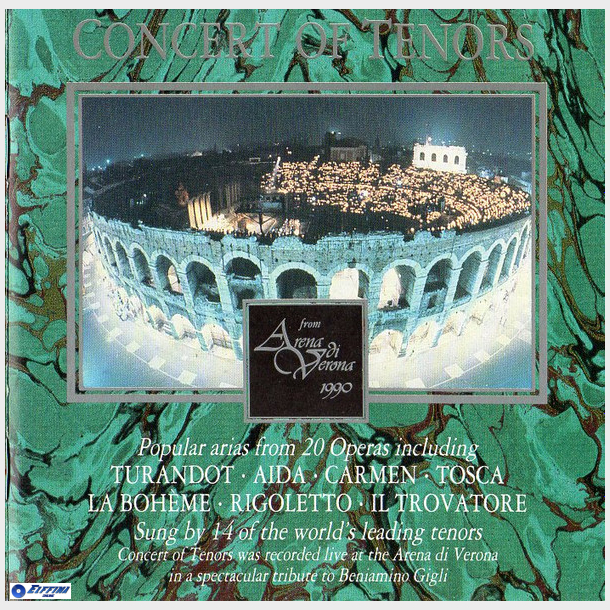 CONCERT OF TENORS
from
Arena
di
Verona
1990
Popular arias from 20 Operas including
TURANDOT · AIDA · CARMEN · TOSCA
LA BOHÈME · RIGOLETTO · IL TROVATORE
Sung by 14 of the world's leading tenors
Concert of Tenors was recorded live at the Arena di Verona
in a spectacular tribute to Beniamino Gigli